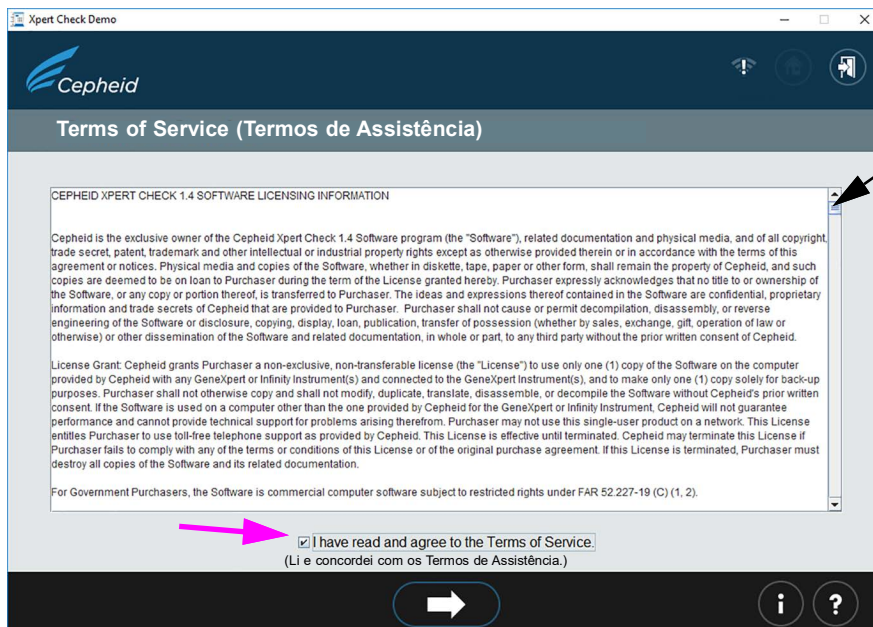 Xpert Check Demo
Cepheid
Terms of Service (Termos de Assistência)
CEPHEID XPERT CHECK 1.4 SOFTWARE LICENSING INFORMATION
Cepheid is the exclusive owner of the Cepheid Xpert Check 1.4 Software program (the "Software"), related documentation and physical media, and of all copyright,
trade secret, patent, trademark and other intellectual or industrial property rights except as otherwise provided therein or in accordance with the terms of this
agreement or notices. Physical media and copies of the Software, whether in diskette, tape, paper or other form, shall remain the property of Cepheid, and such
copies are deemed to be on loan to Purchaser during the term of the License granted hereby. Purchaser expressly acknowledges that no title to or ownership of
the Software, or any copy or portion thereof, is transferred to Purchaser. The ideas and expressions thereof contained in the Software are confidential, proprietary
information and trade secrets of Cepheid that are provided to Purchaser. Purchaser shall not cause or permit decompilation, disassembly, or reverse
engineering of the Software or disclosure, copying, display, loan, publication, transfer of possession (whether by sales, exchange, gift, operation of law or
otherwise) or other dissemination of the Software and related documentation, in whole or part, to any third party without the prior written consent of Cepheid.
License Grant: Cepheid grants Purchaser a non-exclusive, non-transferable license (the "License") to use only one (1) copy of the Software on the computer
provided by Cepheid with any GeneXpert or Infinity Instrument(s) and connected to the GeneXpert Instrument(s), and to make only one (1) copy solely for back-up
purposes. Purchaser shall not otherwise copy and shall not modify, duplicate, translate, disassemble, or decompile the Software without Cepheid's prior written
consent. If the Software is used on a computer other than the one provided by Cepheid for the GeneXpert or Infinity Instrument, Cepheid will not guarantee
performance and cannot provide technical support for problems arising therefrom. Purchaser may not use this single-user product on a network. This License
entitles Purchaser to use toll-free telephone support as provided by Cepheid. This License is effective until terminated. Cepheid may terminate this License if
Purchaser fails to comply with any of the terms or conditions of this License or of the original purchase agreement. If this License is terminated, Purchaser must
destroy all copies of the Software and its related documentation.
For Government Purchasers, the Software is commercial computer software subject to restricted rights under FAR 52.227-19 (C) (1, 2).
I have read and agree to the Terms of Service.
(Li e concordei com os Termos de Assistência.)
i ?